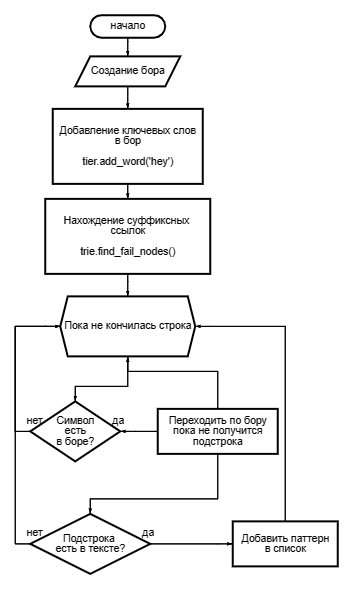 начало
Создание бора
Добавление ключевых слов
в бор
tier.add_word('hey')
Нахождение суффиксных
ссылок
trie.find_fail_nodes()
Пока не кончилась строка
нет
Символ
есть
в боре?
да
Переходить по бору
пока не получится
подстрока
нет
Подстрока
есть в тексте?
да
Добавить паттерн
в список